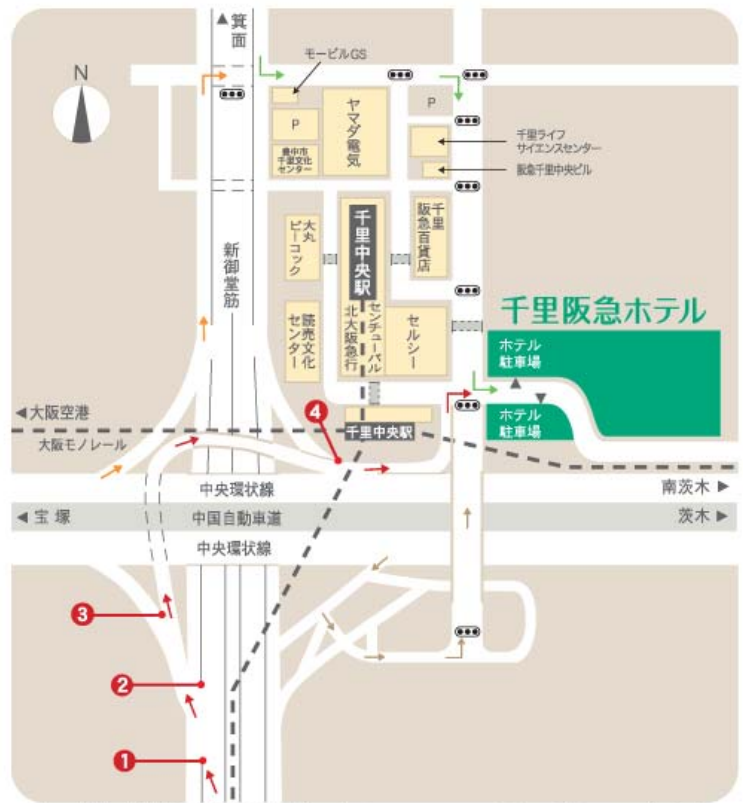 ▲箕面
モービルGS
N
P
ヤマダ電気
P
豊中市
千里文化
センター
千里ライフ
サイエンスセンター
阪急千里中央ビル
大丸
ピーコック
千里中央駅
千里
阪急百貨店
新御堂筋
読売文化
センター
北大阪急行
センチューパル
セルシー
千里阪急ホテル
ホテル
駐車場
ホテル
駐車場
◀大阪空港
大阪モノレール
4
千里中央駅
中央環状線
南茨木 ▶
◀ 宝塚
中国自動車道
茨木 ▶
中央環状線
3
2
1